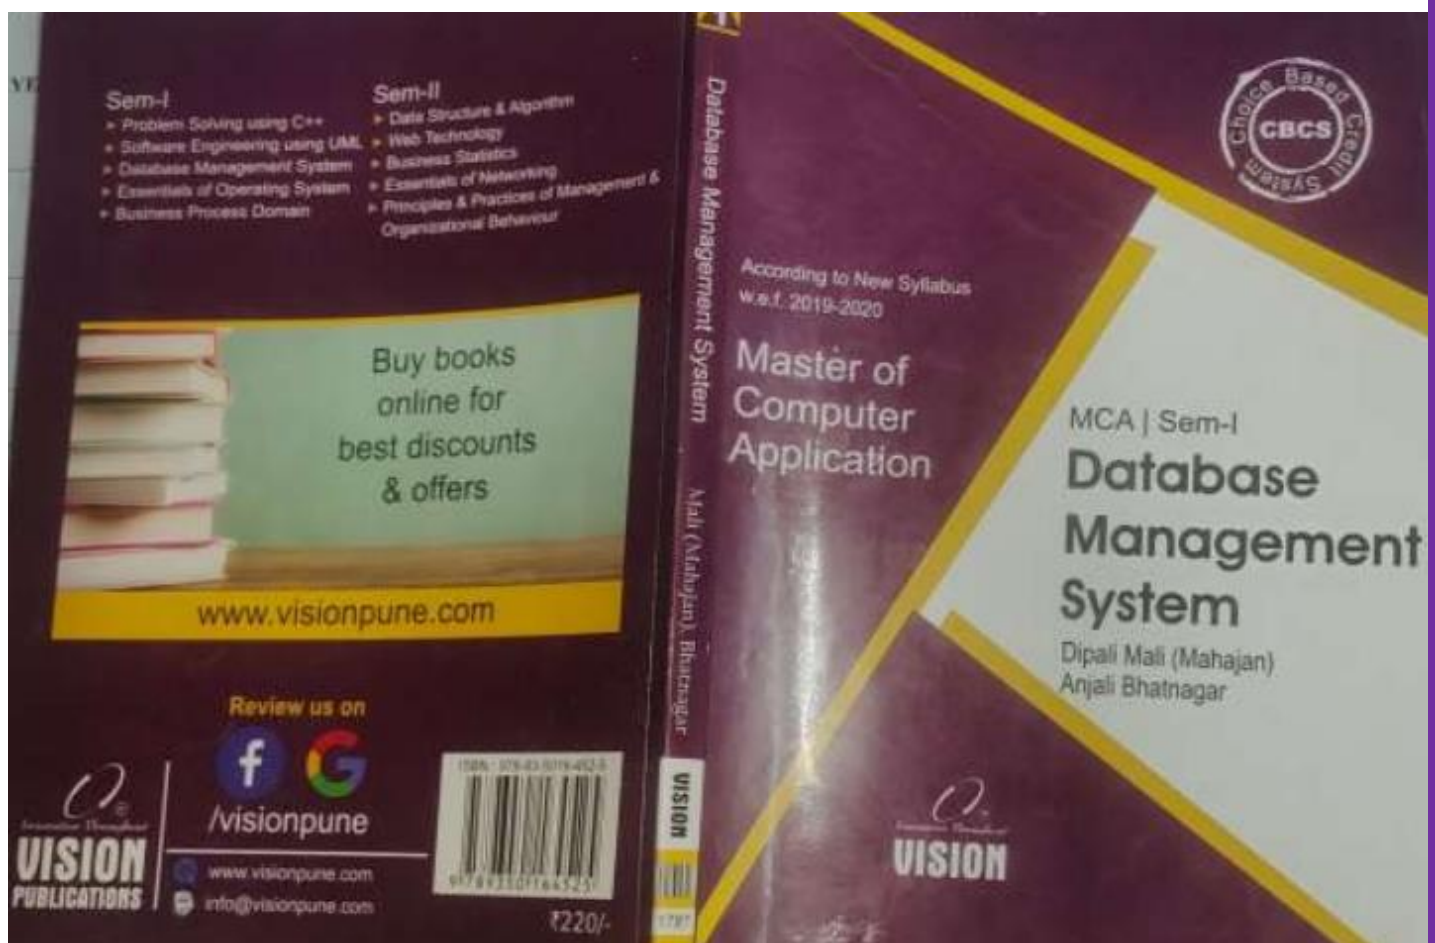 Sem-I
Problem Solving using C++
Software Engineering using UML
Database Management System
Essentials of Operating System
Business Process Domain
Sem-II
Data Structure & Algorithm
Web Technology
Business Statistics
Essentials of Networking
Principles & Practices of Management &
Organizational Behaviour
Buy books
online for
best discounts
& offers
www.visionpune.com
Review us on
/visionpune
VISION
PUBLICATIONS
www.visionpune.com
info@visionpune.com
₹220/-
Database Management System
Mali (Mahajan), Bhatnagar
VISION
Choice Based Credit System
CBCS
According to New Syllabus
w.e.f. 2019-2020
Master of
Computer
Application
MCA | Sem-I
Database
Management
System
Dipali Mali (Mahajan)
Anjali Bhatnagar
VISION